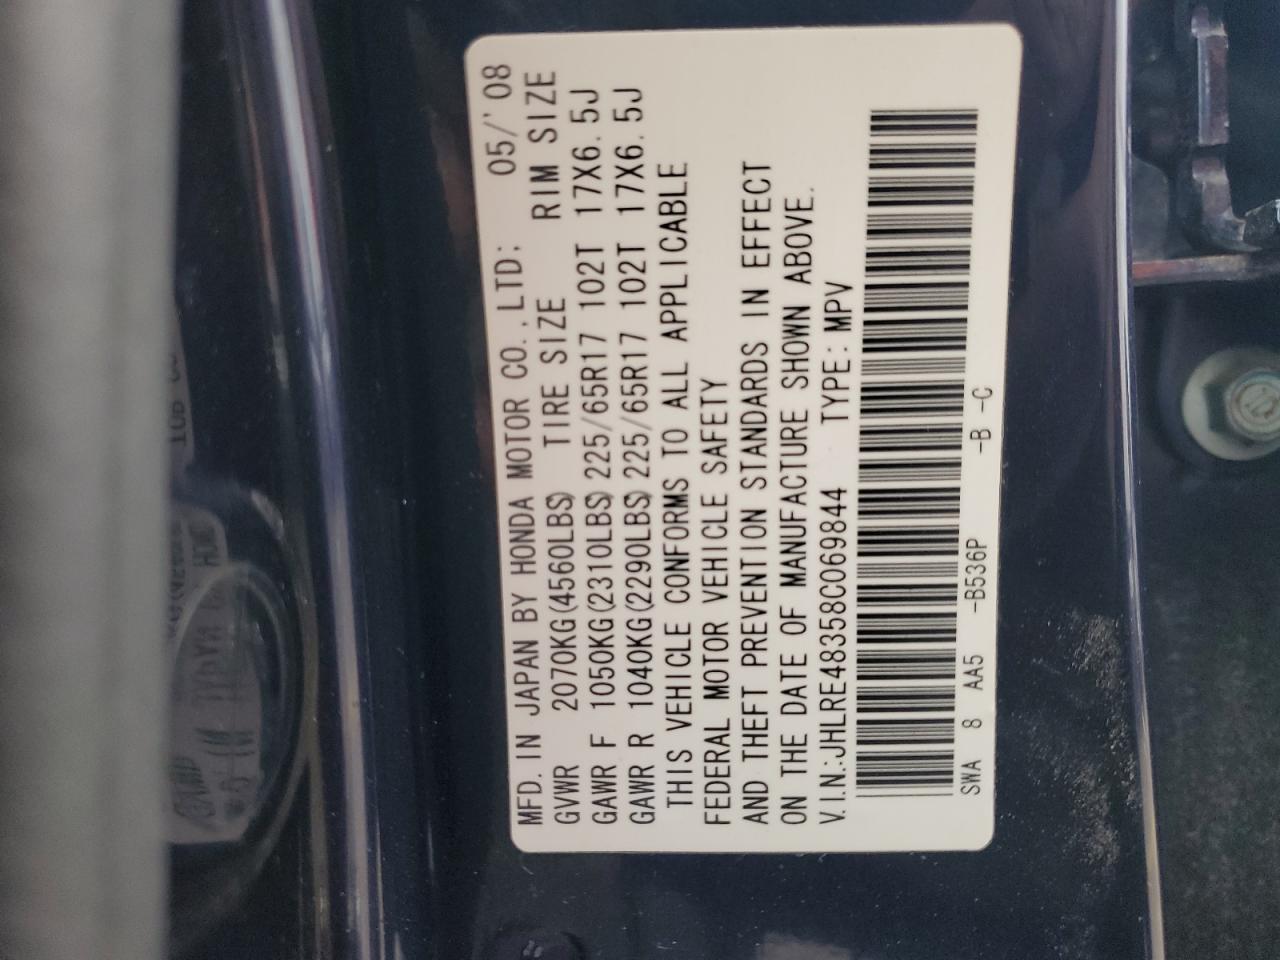 MFD. IN JAPAN BY HONDA MOTOR CO., LTD: 05/'08
GVWR 2070KG(4560LBS) TIRE SIZE RIM SIZE
GAWR F 1050KG(2310LBS) 225/65R17 102T 17X6.5J
GAWR R 1040KG(2290LBS) 225/65R17 102T 17X6.5J
THIS VEHICLE CONFORMS TO ALL APPLICABLE
FEDERAL MOTOR VEHICLE SAFETY
AND THEFT PREVENTION STANDARDS IN EFFECT
ON THE DATE OF MANUFACTURE SHOWN ABOVE.
V.I.N.:JHLRE48358C069844 TYPE:MPV
SWA 8 AA5 -B536P -B -C